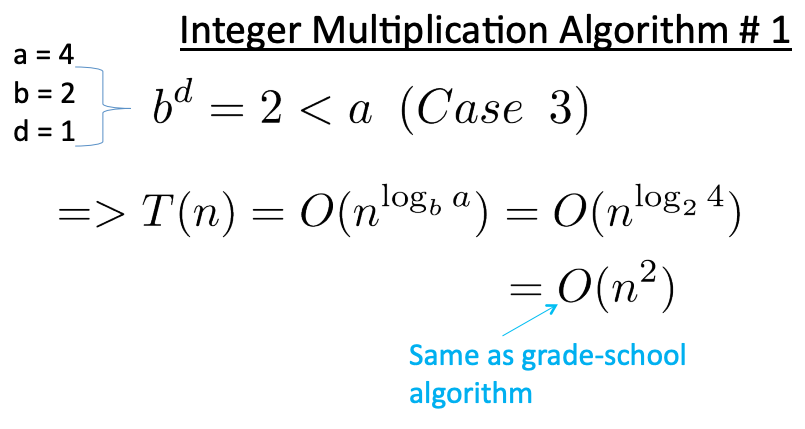 Integer Multiplication Algorithm # 1
a = 4
b = 2
d = 1
b^d = 2 < a (Case 3)
=> T(n) = O(n^{log_b a}) = O(n^{log_2 4})
= O(n^2)
Same as grade-school
algorithm